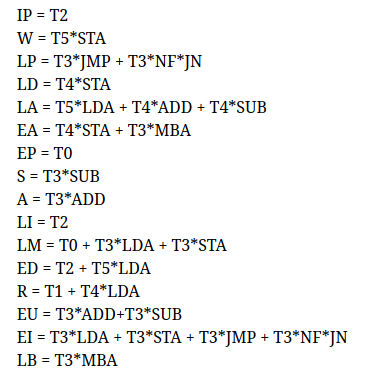 IP = T2
W = T5*STA
LP = T3*JMP + T3*NF*JN
LD = T4*STA
LA = T5*LDA + T4*ADD + T4*SUB
EA = T4*STA + T3*MBA
EP = T0
S = T3*SUB
A = T3*ADD
LI = T2
LM = T0 + T3*LDA + T3*STA
ED = T2 + T5*LDA
R = T1 + T4*LDA
EU = T3*ADD+T3*SUB
EI = T3*LDA + T3*STA + T3*JMP + T3*NF*JN
LB = T3*MBA